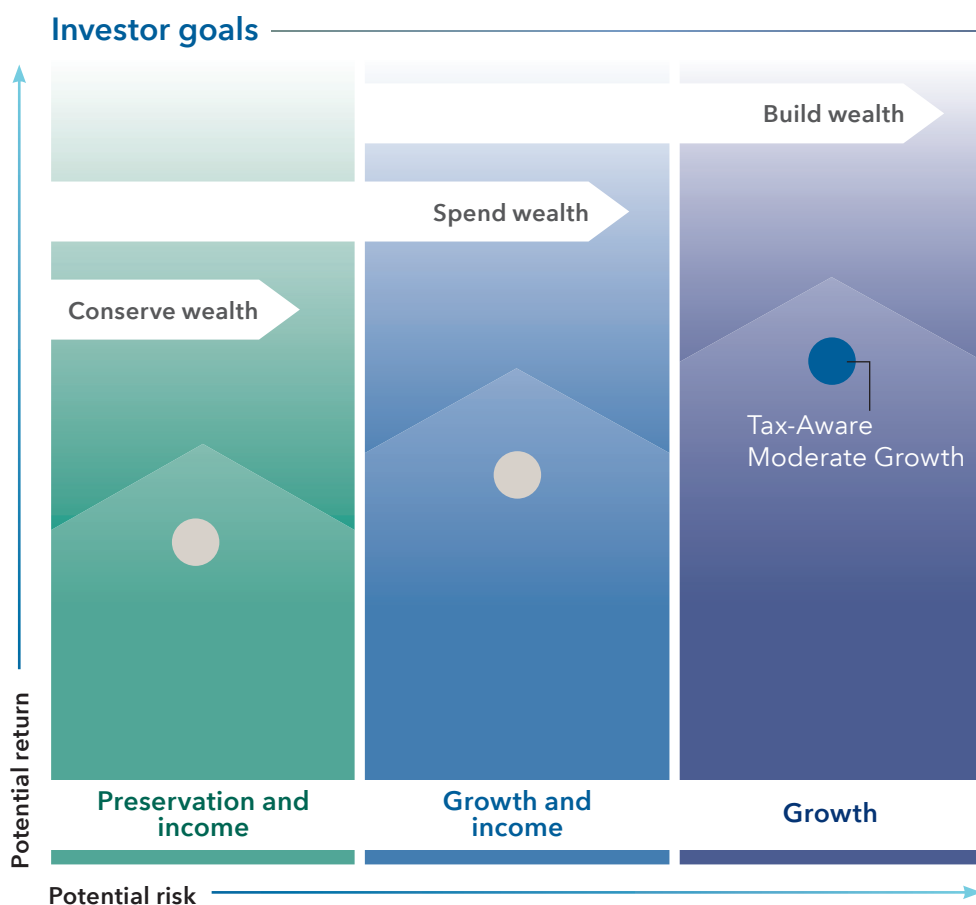 Investor goals
Build wealth
Spend wealth
Conserve wealth
Tax-Aware
Moderate Growth
Potential return
Preservation and
income
Growth and
income
Growth
Potential risk